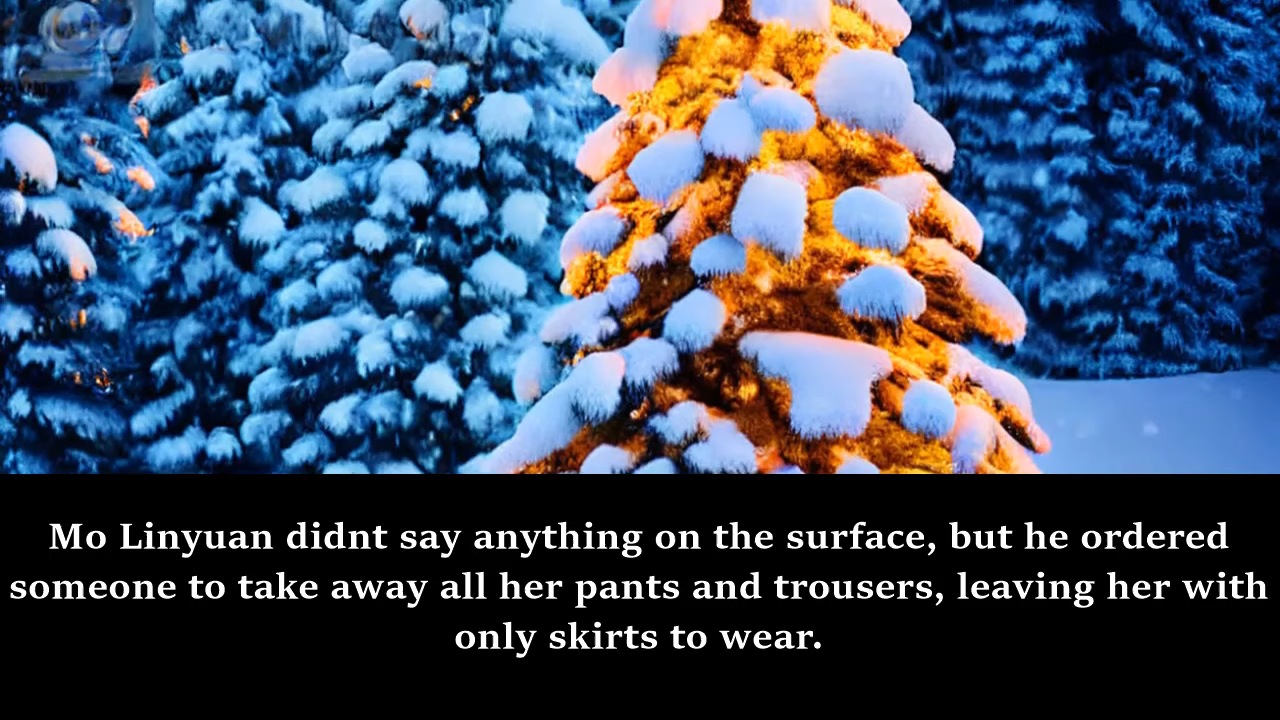 Mo Linyuan didnt say anything on the surface, but he ordered
someone to take away all her pants and trousers, leaving her with
only skirts to wear.